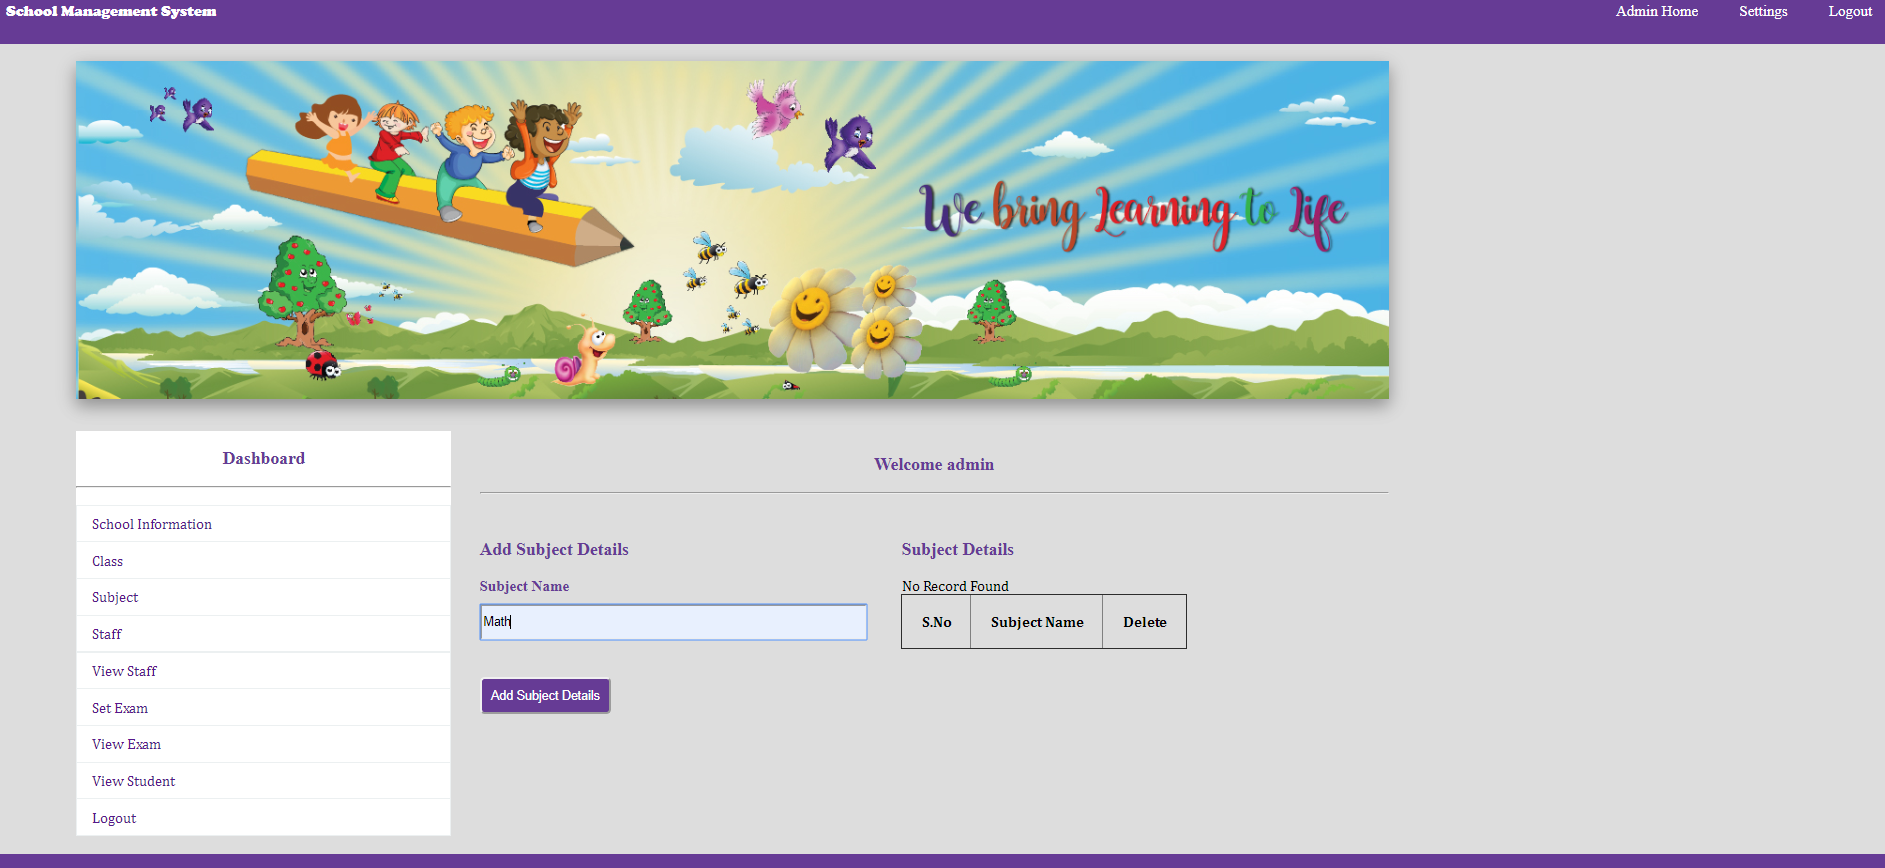 School Management System
Admin Home Settings Logout
We bring Learning to Life
Dashboard
School Information
Class
Subject
Staff
View Staff
Set Exam
View Exam
View Student
Logout
Welcome admin
Add Subject Details
Subject Name
Math
Add Subject Details
Subject Details
No Record Found
S.No Subject Name Delete